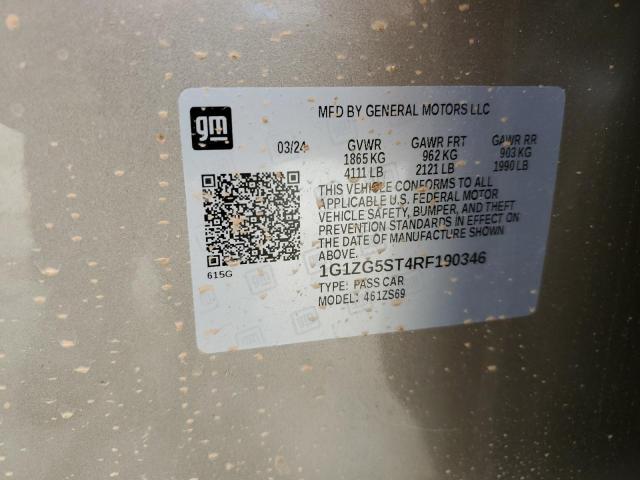 gm
MFD BY GENERAL MOTORS LLC
03/24 GVWR GAWR FRT GAWR RR
1865 KG 962 KG 903 KG
4111 LB 2121 LB 1990 LB
THIS VEHICLE CONFORMS TO ALL
APPLICABLE U.S. FEDERAL MOTOR
VEHICLE SAFETY, BUMPER, AND THEFT
PREVENTION STANDARDS IN EFFECT ON
THE DATE OF MANUFACTURE SHOWN
ABOVE.
615G
1G1ZG5ST4RF190346
TYPE: PASS CAR
MODEL: 461ZS69